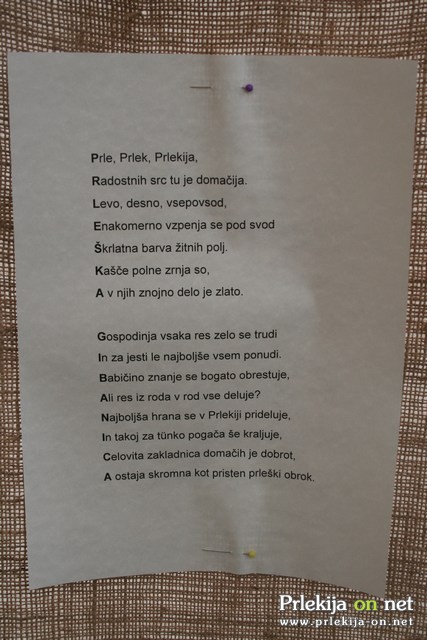 Prle, Prlek, Prlekija,
Radostnih src tu je domačija.
Levo, desno, vsepovsod,
Enakomerno vzpenja se pod svod
Škrlatna barva žitnih polj.
Kašče polne zrnja so,
A v njih znojno delo je zlato.
Gospodinja vsaka res zelo se trudi
In za jesti le najboljše vsem ponudi.
Babičino znanje se bogato obrestuje,
Ali res iz roda v rod vse deluje?
Najboljša hrana se v Prlekiji prideluje,
In takoj za tünko pogača še kraljuje,
Celovita zakladnica domačih je dobrot,
A ostaja skromna kot pristen prleški obrok.
Prlekija on net
www.prlekija-on.net